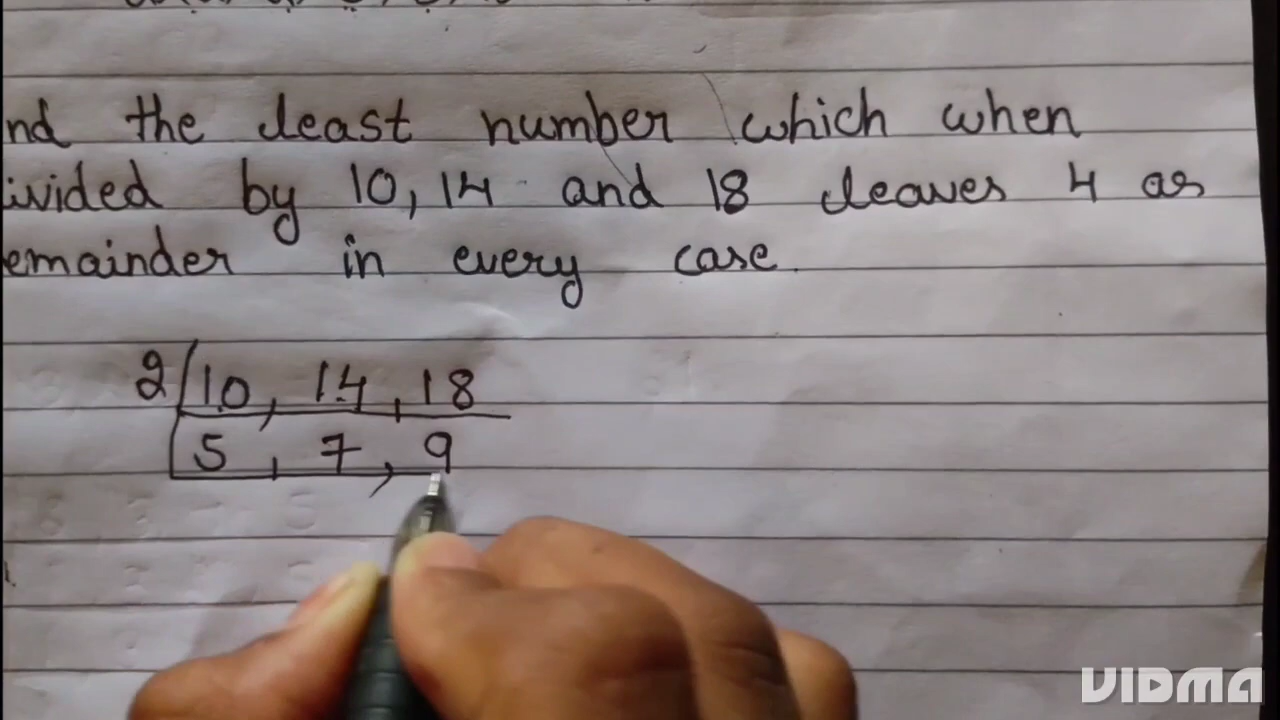 nd the least number which when
ivided by 10, 14 and 18 leaves 4 as
emainder in every case.
2 10, 14, 18
5, 7, 9
VIDMA